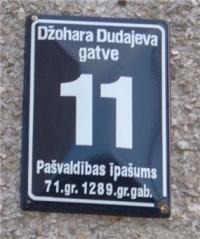 Džohara Dudajeva
gatve
11
Pašvaldības īpašums
71.gr. 1289.gr.gab.